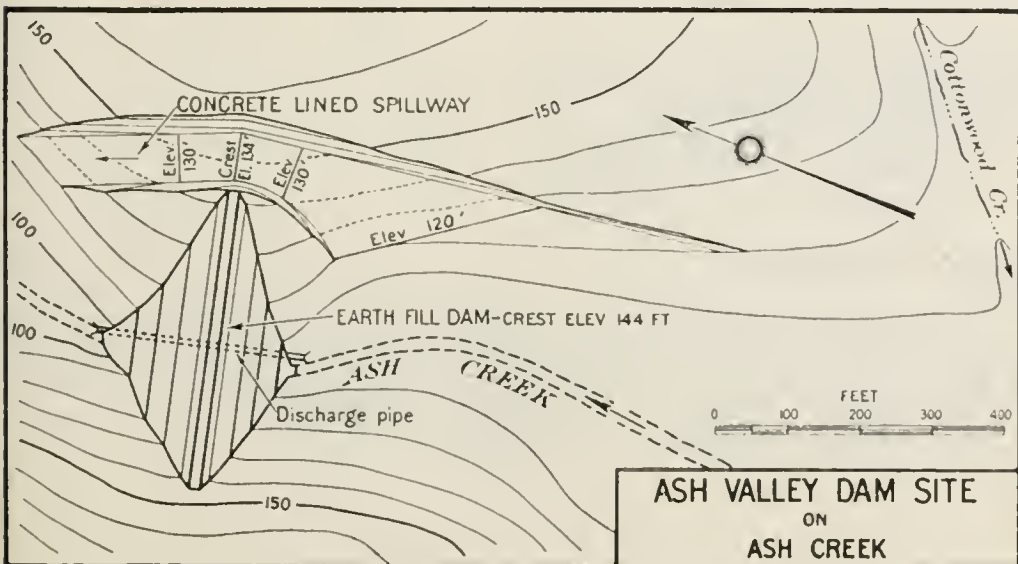 150
CONCRETE LINED SPILLWAY
150
Cottonwood Cr.
Elev
130'
Crest
El. 134'
Elev
130'
Elev 120'
100
EARTH FILL DAM-CREST ELEV 144 FT
100
ASH CREEK
Discharge pipe
FEET
0 100 200 300 400
150
ASH VALLEY DAM SITE
ON
ASH CREEK